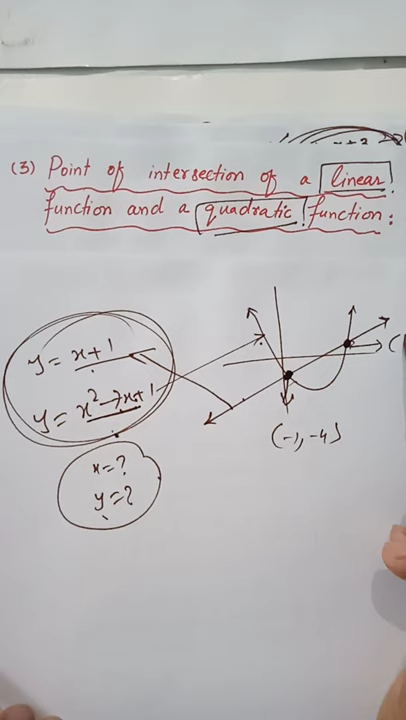 (3) Point of intersection of a linear
function and a quadratic function:
y = x+1
y = x²-7x+1
(-1,-4)
x=?
y=?